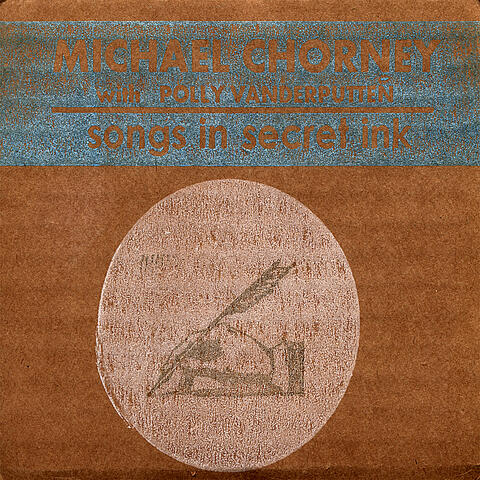 MICHAEL CHORNEY
with POLLY VANDERPUTTEN
songs in secret ink